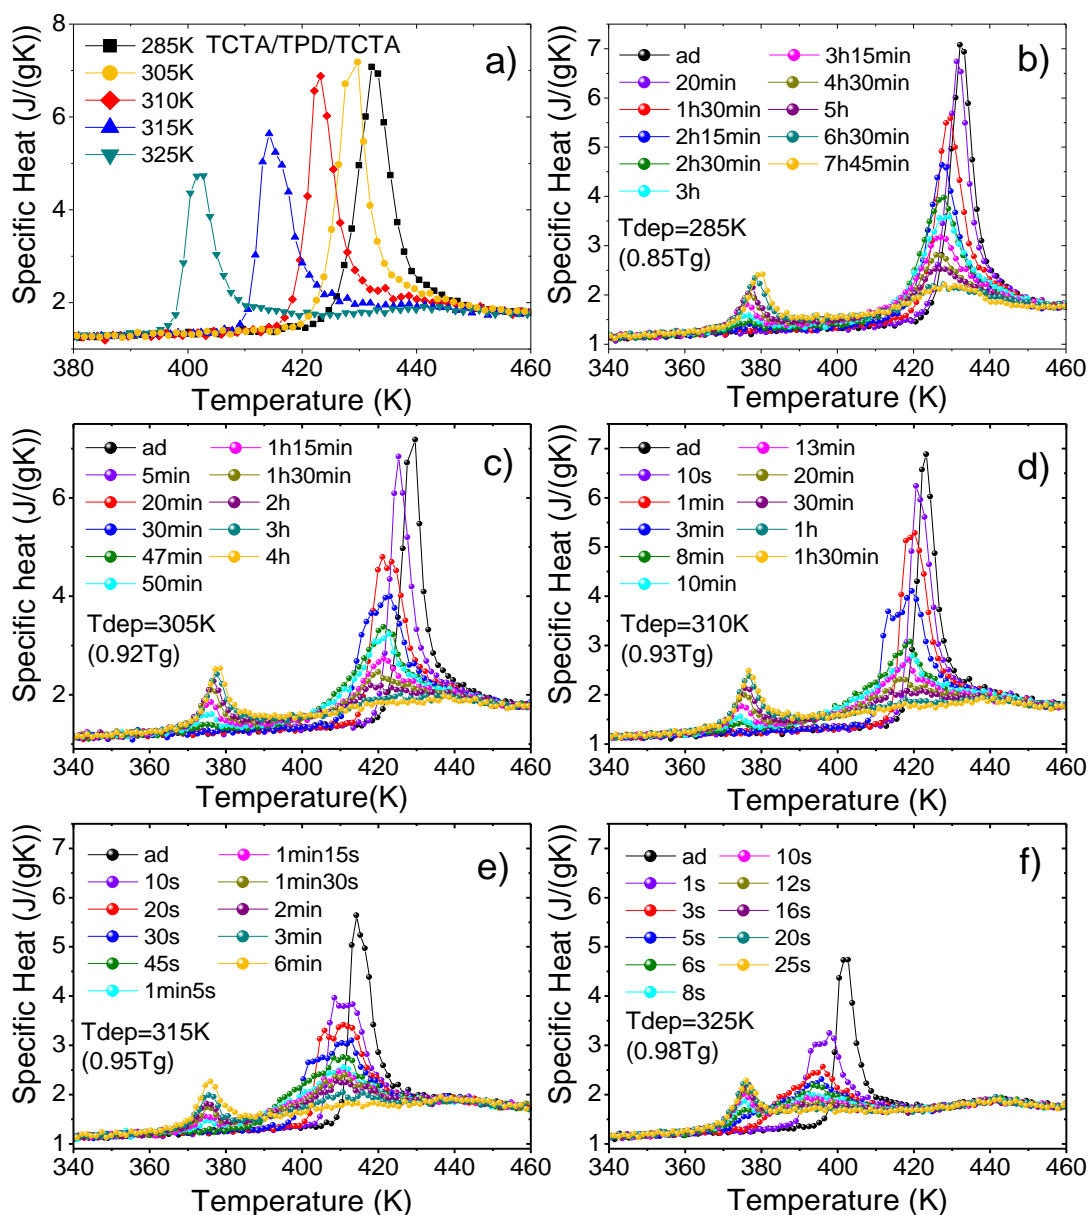 TCTA/TPD/TCTA
a)
285K
305K
310K
315K
325K
Specific Heat (J/(gK))
8
6
4
2
380 400 420 440 460
Temperature (K)
b)
ad
20min
1h30min
2h15min
2h30min
3h
3h15min
4h30min
5h
6h30min
7h45min
Tdep=285K
(0.85Tg)
Specific Heat (J/(gK))
7
6
5
4
3
2
1
340 360 380 400 420 440 460
Temperature (K)
c)
ad
5min
20min
30min
47min
50min
1h15min
1h30min
2h
3h
4h
Tdep=305K
(0.92Tg)
Specific heat (J/(gK))
6
4
2
340 360 380 400 420 440 460
Temperature(K)
d)
ad
10s
1min
3min
8min
10min
13min
20min
30min
1h
1h30min
Tdep=310K
(0.93Tg)
Specific Heat (J/(gK))
7
6
5
4
3
2
1
340 360 380 400 420 440 460
Temperature (K)
e)
ad
10s
20s
30s
45s
1min5s
1min15s
1min30s
2min
3min
6min
Tdep=315K
(0.95Tg)
Specific Heat (J/(gK))
7
6
5
4
3
2
1
340 360 380 400 420 440 460
Temperature (K)
f)
ad
1s
3s
5s
6s
8s
10s
12s
16s
20s
25s
Tdep=325K
(0.98Tg)
Specific Heat (J/(gK))
7
6
5
4
3
2
1
340 360 380 400 420 440 460
Temperature (K)